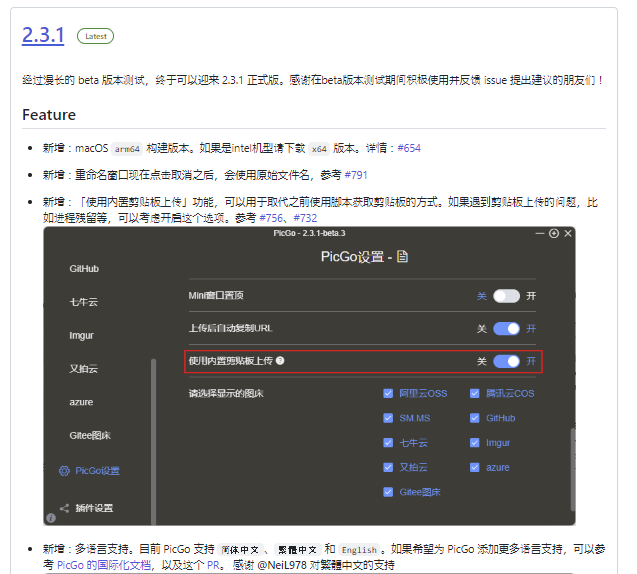 2.3.1 Latest
经过漫长的 beta 版本测试，终于可以迎来 2.3.1 正式版。感谢在beta版本测试期间积极使用并反馈 issue 提出建议的朋友们！
Feature
新增：macOS arm64 构建版本。如果是Intel机型请下载 x64 版本。详情：#654
新增：重命名窗口现在点击取消之后，会使用原始文件名，参考 #791
新增：「使用内置剪贴板上传」功能，可以用于取代之前使用脚本获取剪贴板的方式。如果遇到剪贴板上传的问题，比
如进程残留等，可以考虑开启这个选项。参考 #756、#732
PicGo - 2.3.1-beta.3
PicGo设置 -
GitHub
七牛云
Imgur
又拍云
azure
Gitee图床
PicGo设置
插件设置
Mini窗口置顶 关 开
上传后自动复制URL 关 开
使用内置剪贴板上传 关 开
请选择显示的图床 阿里云OSS 腾讯云COS
SM.MS GitHub
七牛云 Imgur
又拍云 azure
Gitee图床
新增：多语言支持。目前 PicGo 支持 简体中文 、 繁體中文 和 English 。如果希望为 PicGo 添加更多语言支持，可以参
考 PicGo 的国际化文档，以及这个 PR。 感谢 @NeiL978 对繁體中文的支持